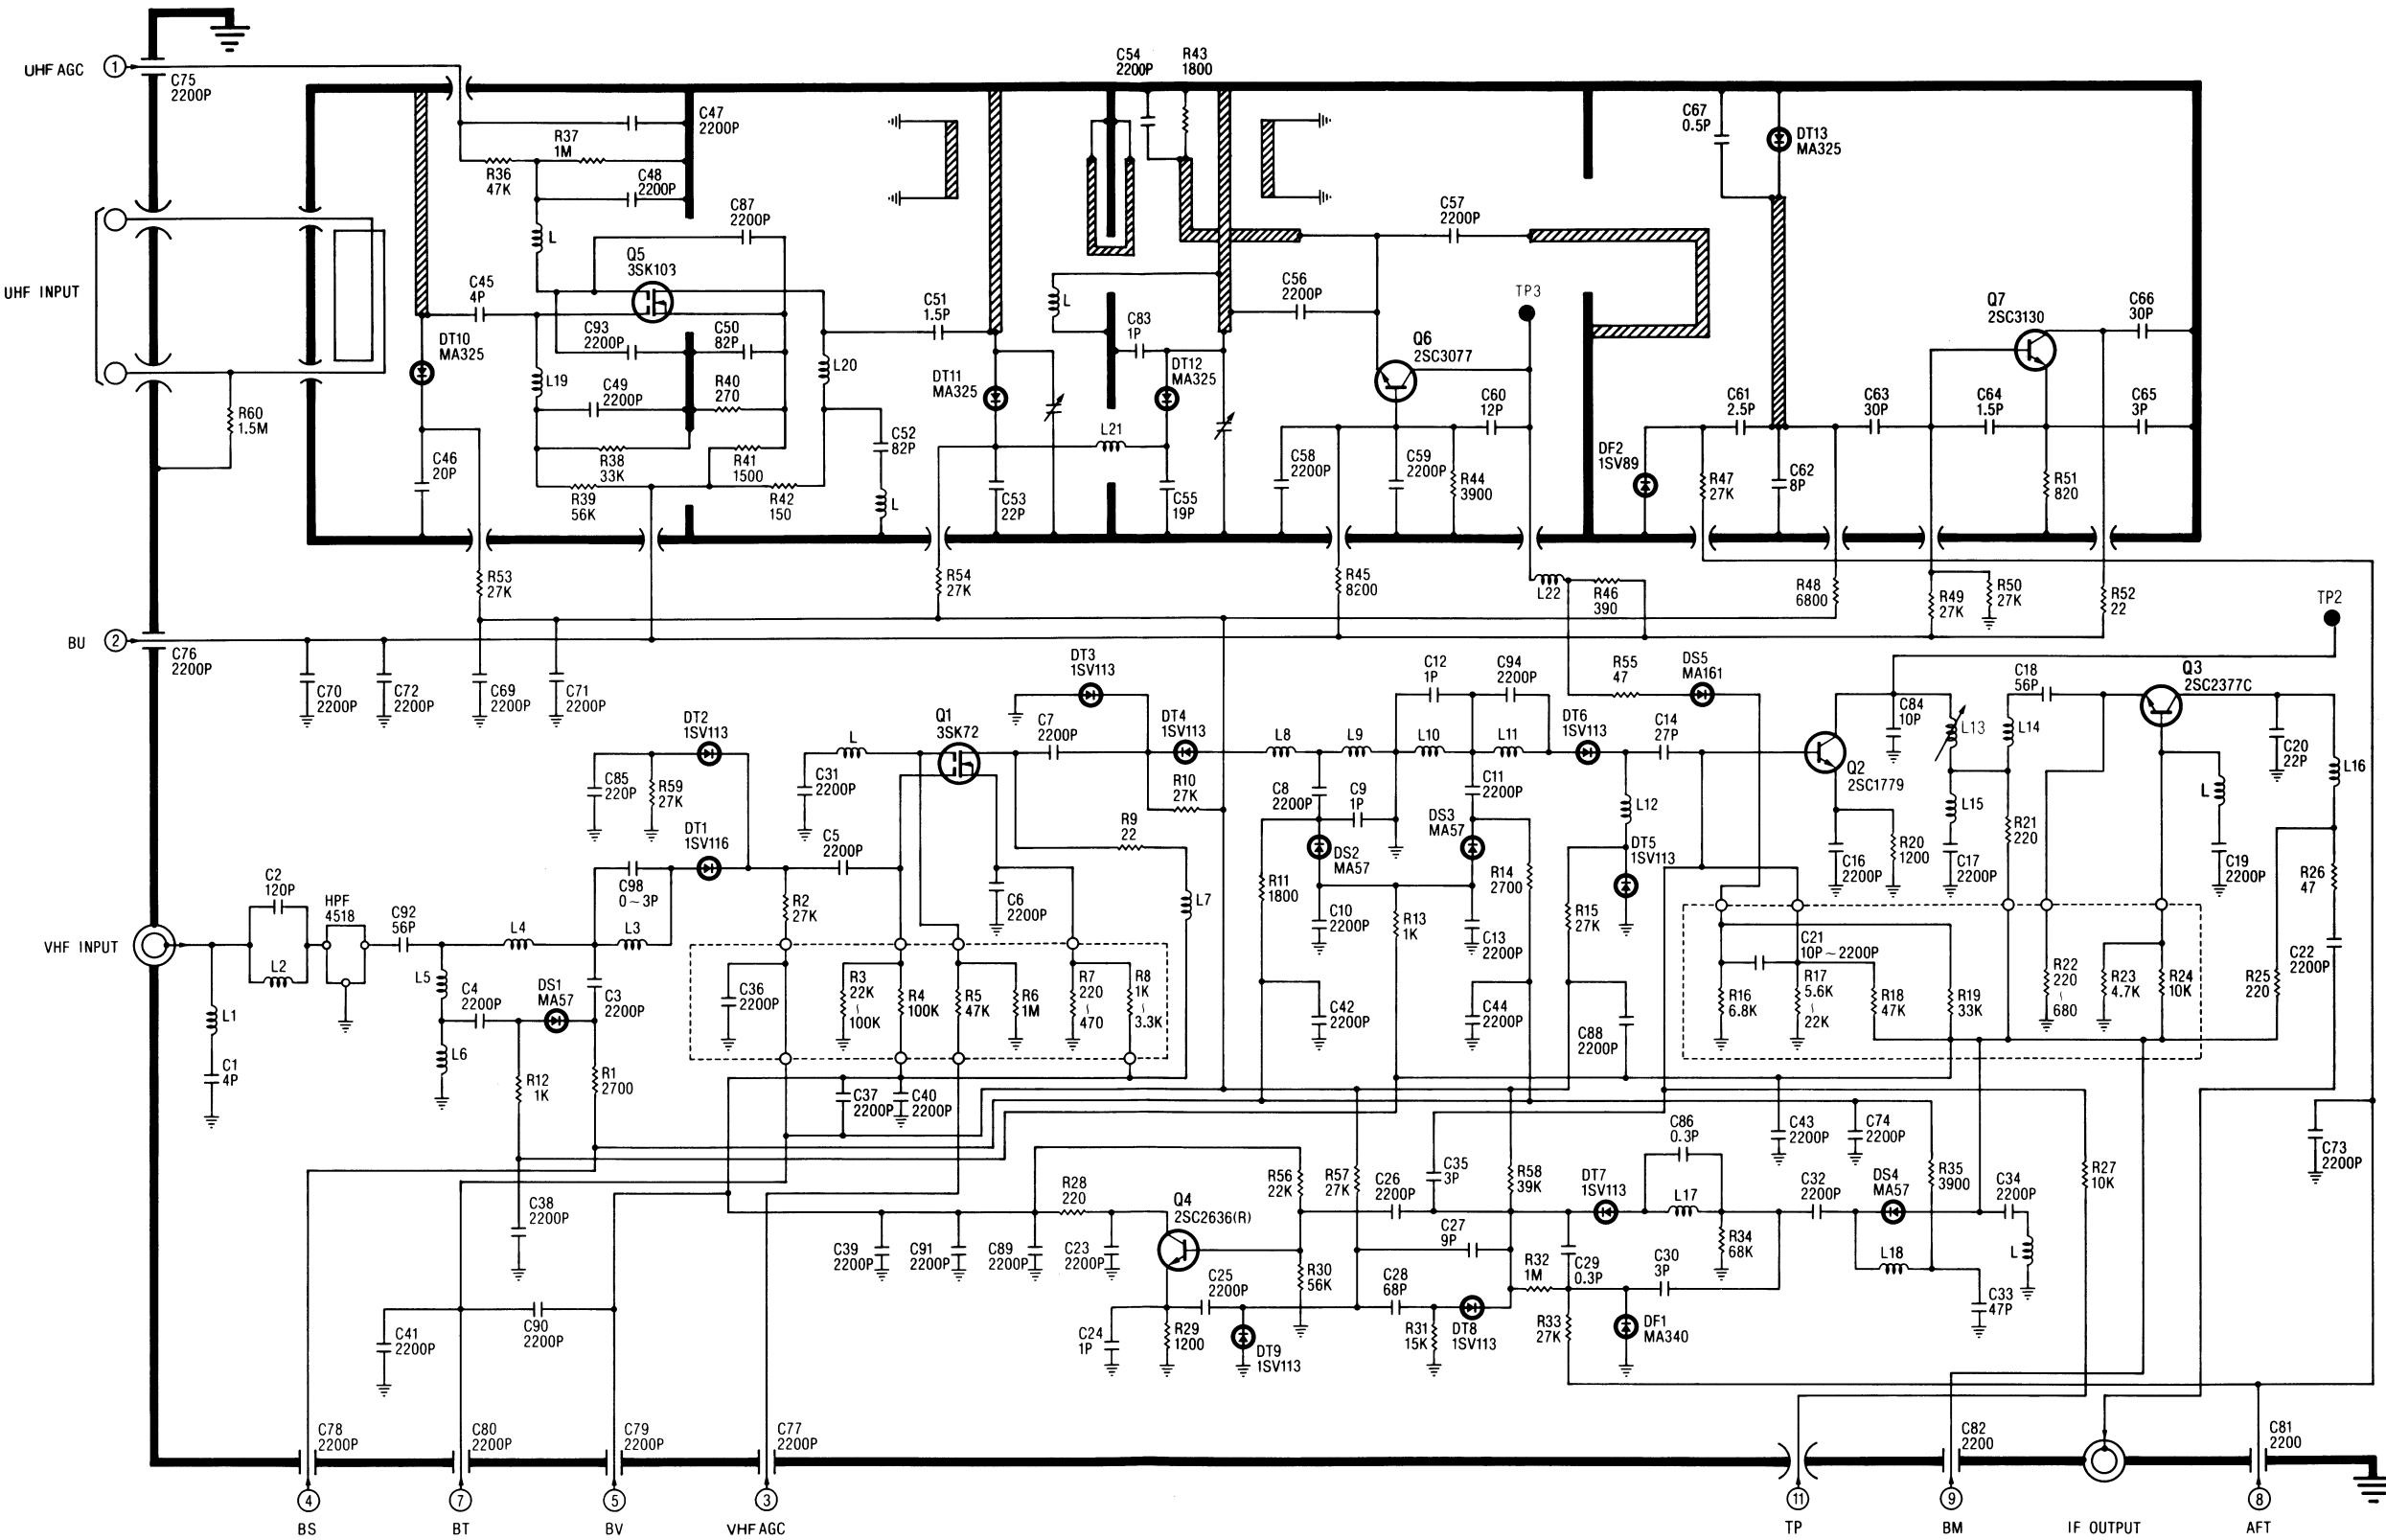 UHF AGC
1
C75
2200P
C54
2200P
R43
1800
C47
2200P
R37
1M
R36
47K
C48
2200P
C87
2200P
L
Q5
3SK103
C45
4P
C93
2200P
C50
82P
DT10
MA325
L19
C49
2200P
R40
270
L20
C51
1.5P
R38
33K
R41
1500
R39
56K
R42
150
C52
82P
L
C46
20P
UHF INPUT
R60
1.5M
L
C83
1P
DT11
MA325
DT12
MA325
L21
C53
22P
C55
19P
C57
2200P
C56
2200P
TP3
Q6
2SC3077
C60
12P
C58
2200P
C59
2200P
R44
3900
C67
0.5P
DT13
MA325
Q7
2SC3130
C66
30P
C61
2.5P
C63
30P
C64
1.5P
C65
3P
DF2
1SV89
R47
27K
C62
8P
R51
820
R53
27K
R54
27K
R45
8200
L22
R46
390
R48
6800
R49
27K
R50
27K
R52
22
TP2
BU
2
C76
2200P
C70
2200P
C72
2200P
C69
2200P
C71
2200P
DT3
1SV113
C12
1P
C94
2200P
R55
47
DS5
MA161
C18
56P
Q3
2SC2377C
DT2
1SV113
L
Q1
3SK72
C7
2200P
DT4
1SV113
L8
L9
L10
L11
DT6
1SV113
C14
27P
C84
10P
L13
L14
C85
220P
R59
27K
C31
2200P
R10
27K
C8
2200P
C9
1P
C11
2200P
L12
Q2
2SC1779
L15
L
C20
22P
L16
DT1
1SV116
C5
2200P
R9
22
DS2
MA57
DS3
MA57
DT5
1SV113
R20
1200
R21
220
C16
2200P
C17
2200P
C19
2200P
R26
47
C2
120P
HPF
4518
C92
56P
C98
0~3P
R2
27K
C6
2200P
L7
R11
1800
R14
2700
C10
2200P
R13
1K
C13
2200P
R15
27K
VHF INPUT
L2
L4
L3
L5
C4
2200P
DS1
MA57
C3
2200P
C36
2200P
R3
22K
~
100K
R4
100K
R5
47K
R6
1M
R7
220
~
470
R8
1K
~
3.3K
C42
2200P
C44
2200P
C88
2200P
C21
10P~2200P
R16
6.8K
R17
5.6K
~
22K
R18
47K
R19
33K
R22
220
~
680
R23
4.7K
R24
10K
R25
220
C22
2200P
L1
C1
4P
L6
R12
1K
R1
2700
C37
2200P
C40
2200P
C43
2200P
C74
2200P
C73
2200P
C86
0.3P
C38
2200P
R28
220
Q4
2SC2636(R)
R56
22K
R57
27K
C26
2200P
C35
3P
R58
39K
DT7
1SV113
L17
C32
2200P
DS4
MA57
R35
3900
C34
2200P
R27
10K
C39
2200P
C91
2200P
C89
2200P
C23
2200P
C25
2200P
R30
56K
C27
9P
C28
68P
R32
1M
C29
0.3P
C30
3P
R34
68K
L18
L
C33
47P
C41
2200P
C90
2200P
C24
1P
R29
1200
DT9
1SV113
R31
15K
DT8
1SV113
R33
27K
DF1
MA340
C78
2200P
C80
2200P
C79
2200P
C77
2200P
C82
2200
C81
2200
4
7
5
3
11
9
8
BS
BT
BV
VHF AGC
TP
BM
IF OUTPUT
AFT